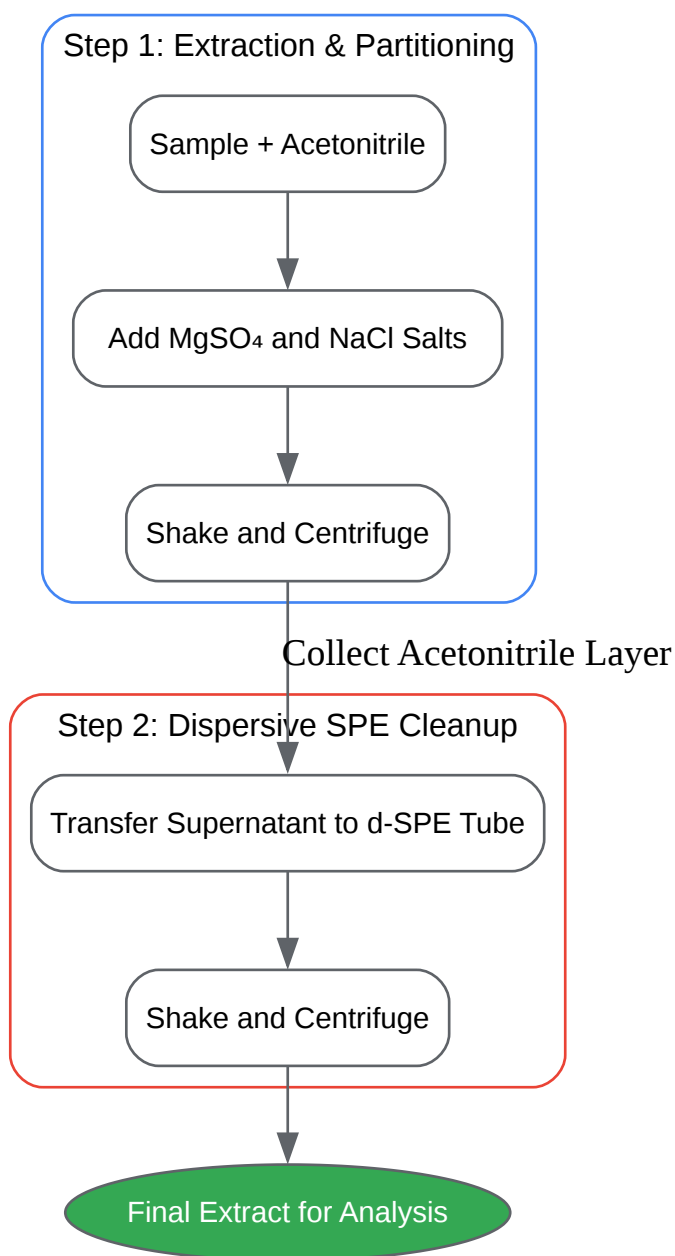 Step 1: Extraction & Partitioning
Sample + Acetonitrile
Add MgSO₄ and NaCl Salts
Shake and Centrifuge
Collect Acetonitrile Layer
Step 2: Dispersive SPE Cleanup
Transfer Supernatant to d-SPE Tube
Shake and Centrifuge
Final Extract for Analysis